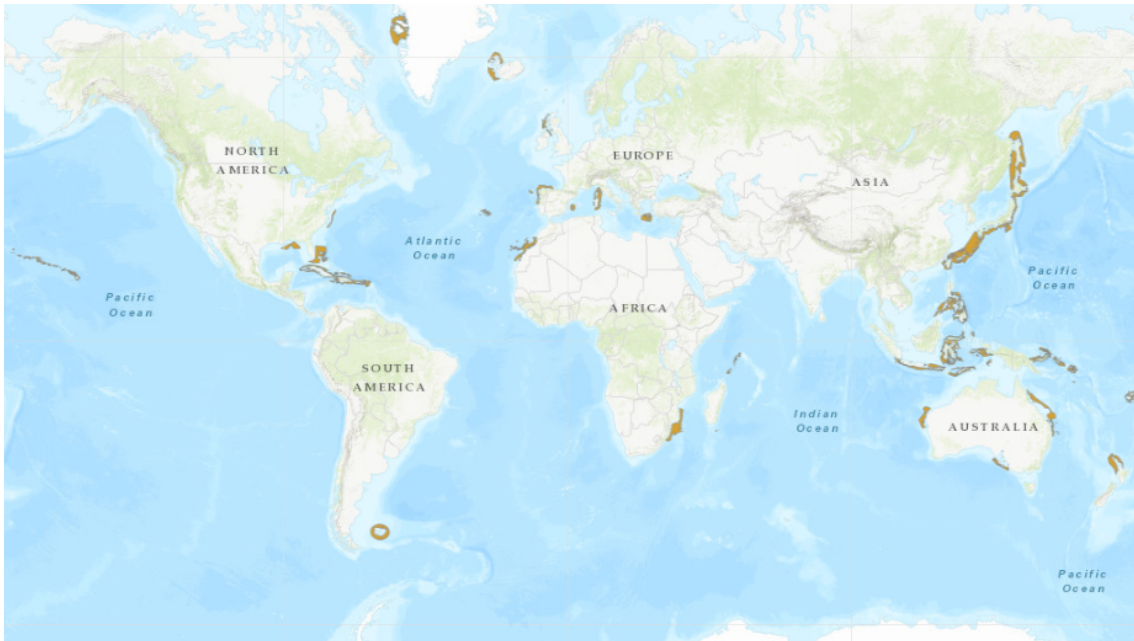 NORTH
AMERICA
EUROPE
ASIA
Atlantic
Ocean
Pacific
Ocean
Pacific
Ocean
AFRICA
SOUTH
AMERICA
Indian
Ocean
AUSTRALIA
Pacific
Ocean